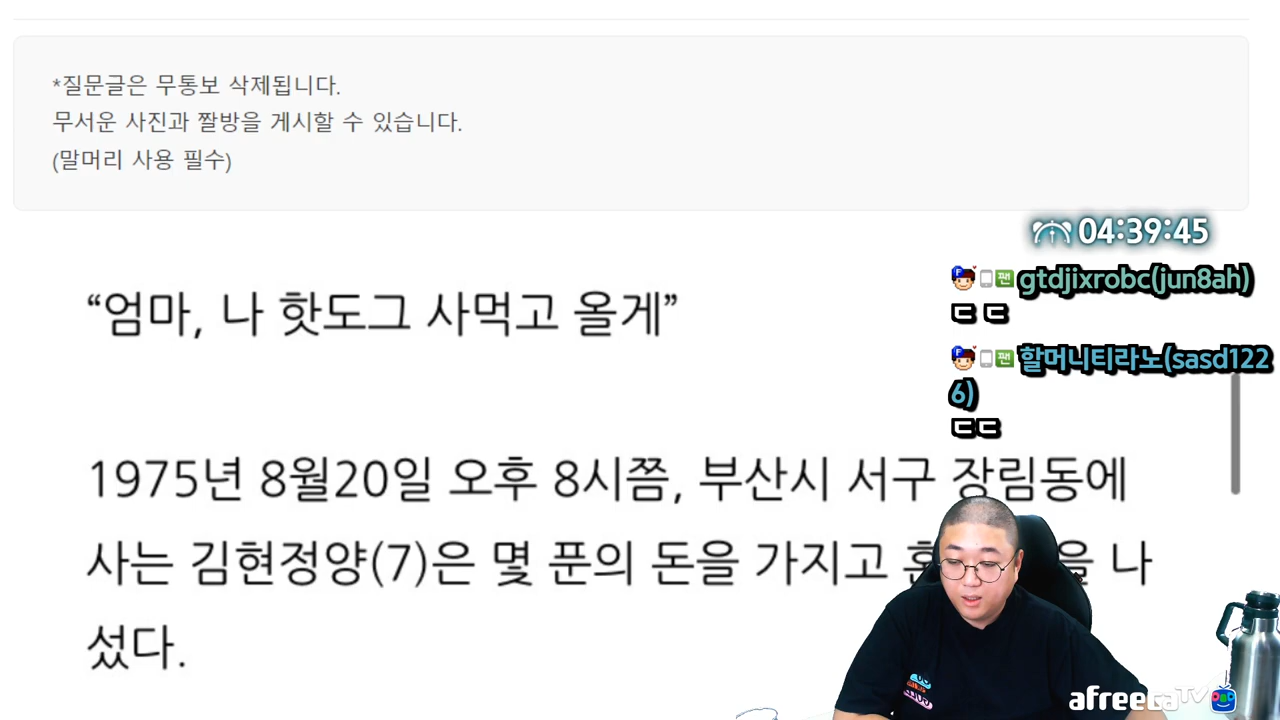 *질문글은 무통보 삭제됩니다.
무서운 사진과 짤방을 게시할 수 있습니다.
(말머리 사용 필수)
04:39:45
F 팬 gtdjixrobc(jun8ah)
ㄷ ㄷ
F 팬 할머니티라노(sasd122
6)
ㄷㄷ
“엄마, 나 핫도그 사먹고 올게”
1975년 8월20일 오후 8시쯤, 부산시 서구 장림동에
사는 김현정양(7)은 몇 푼의 돈을 가지고 을 나
섰다.
afreecaTV